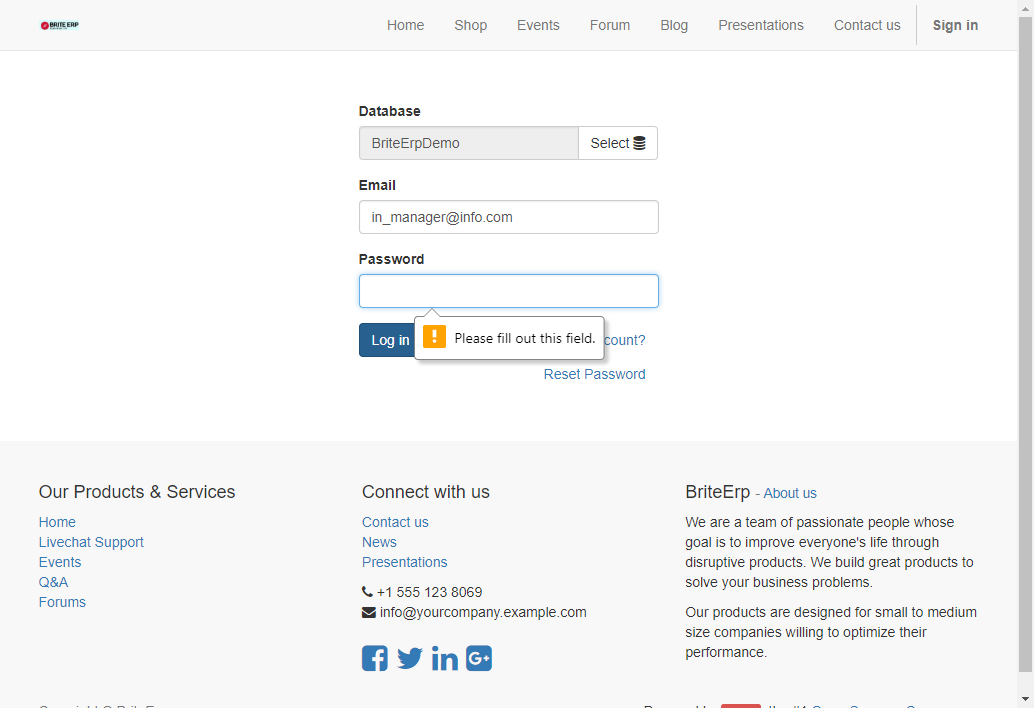 BRITE ERP
Home Shop Events Forum Blog Presentations Contact us Sign in
Database
BriteErpDemo Select
Email
in_manager@info.com
Password
Log in Please fill out this field. count?
Reset Password
Our Products & Services
Home
Livechat Support
Events
Q&A
Forums
Connect with us
Contact us
News
Presentations
+1 555 123 8069
info@yourcompany.example.com
BriteErp - About us
We are a team of passionate people whose
goal is to improve everyone's life through
disruptive products. We build great products to
solve your business problems.
Our products are designed for small to medium
size companies willing to optimize their
performance.